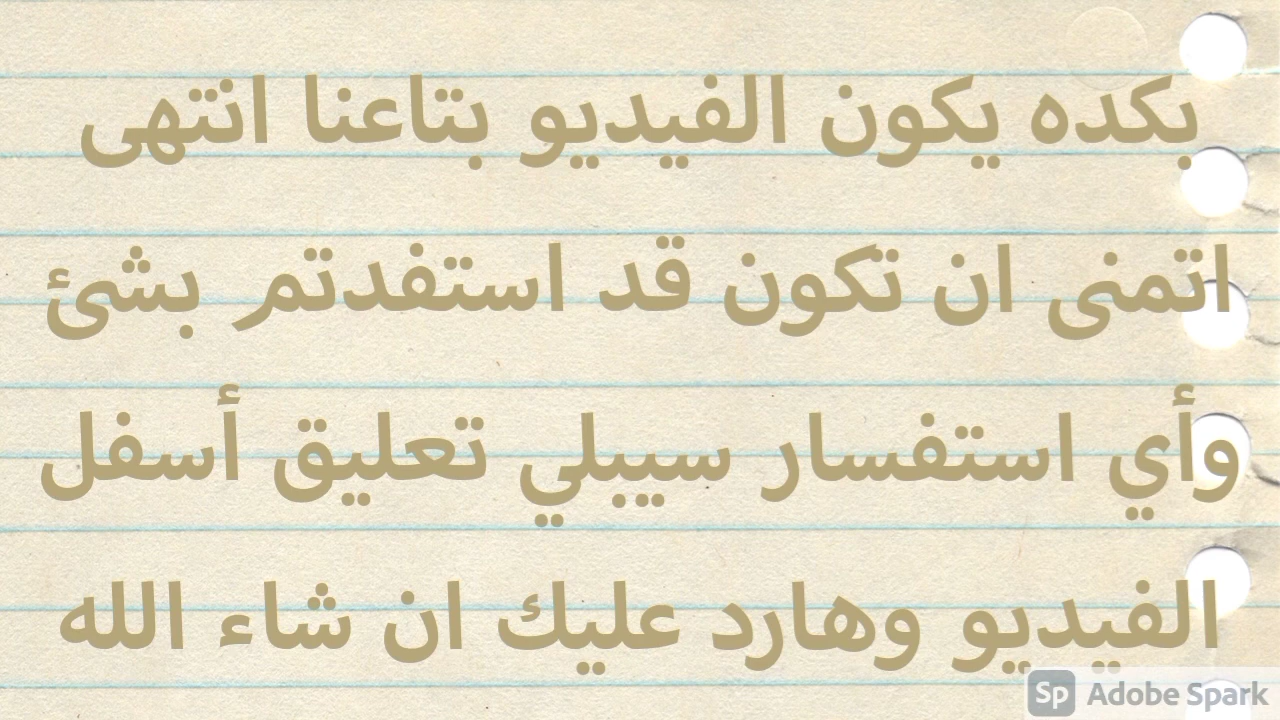 بكده يكون الفيديو بتاعنا انتهى
اتمنى ان تكون قد استفدتم بشئ
وأي استفسار سيبلي تعليق أسفل
الفيديو وهارد عليك ان شاء الله
Sp Adobe Spark